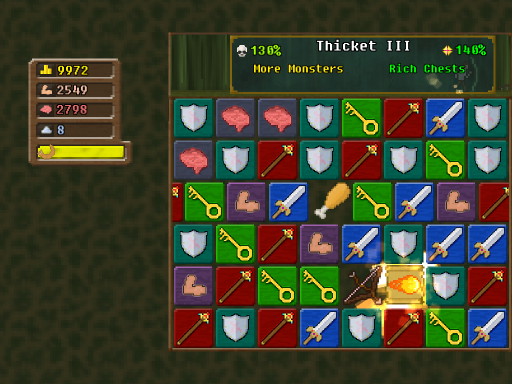 Thicket III
130%
140%
More Monsters
Rich Chests
9972
2549
2798
8